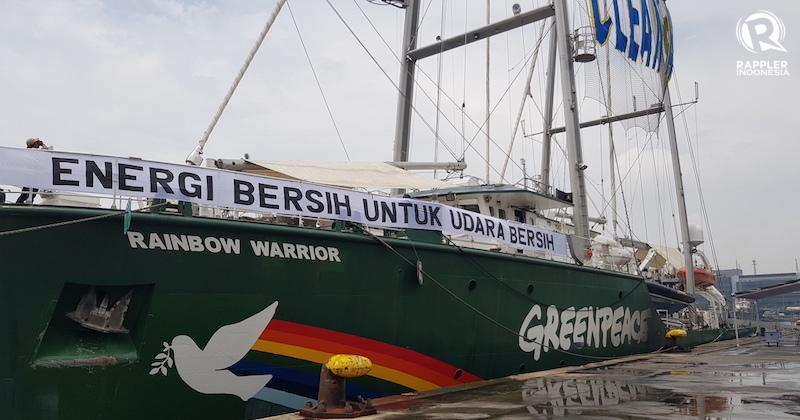 CLEAN
RAPPLER
INDONESIA
ENERGI BERSIH UNTUK UDARA BERSIH
RAINBOW WARRIOR
GREENPEACE